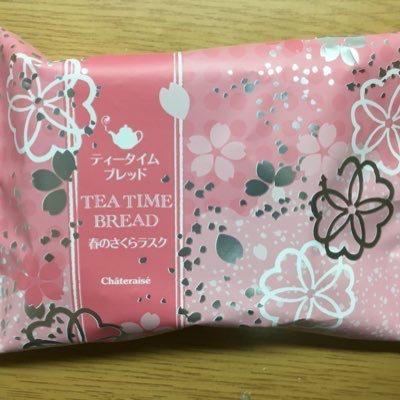 ティータイム
ブレッド
TEA TIME
BREAD
春のさくらラスク
Châteraisé